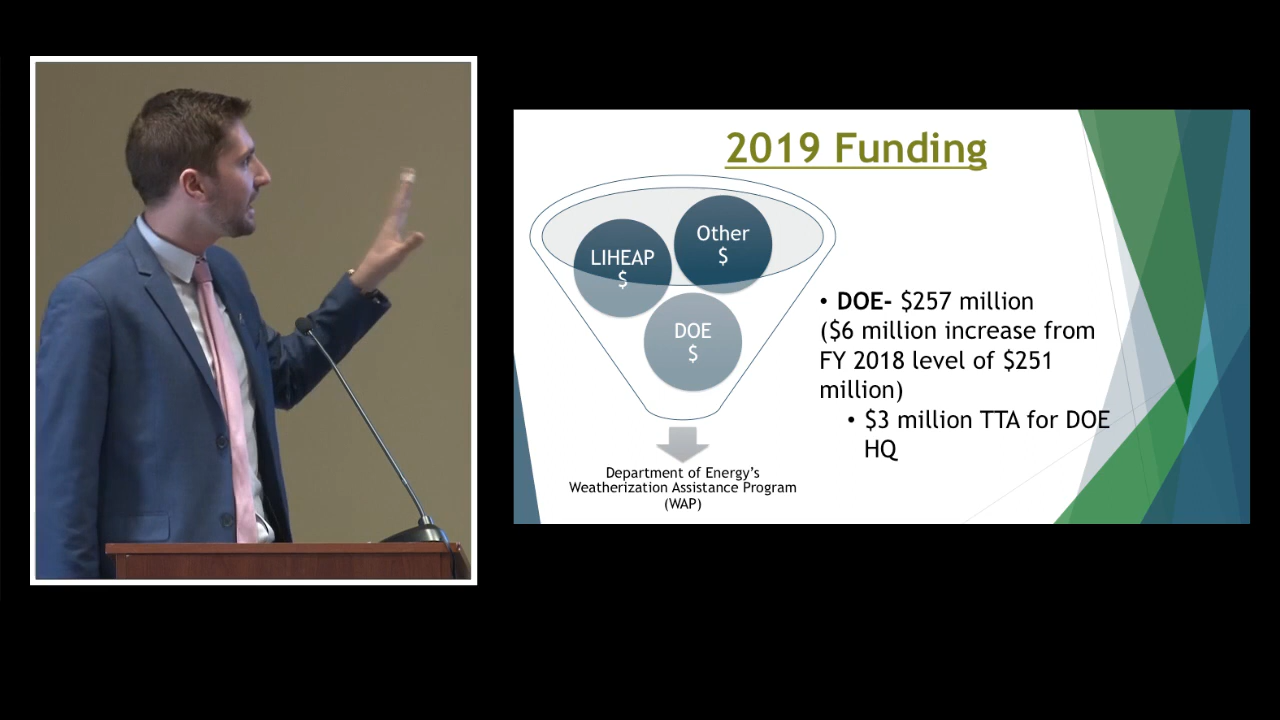 2019 Funding
LIHEAP
$
Other
$
DOE
$
Department of Energy's
Weatherization Assistance Program
(WAP)
• DOE- $257 million
($6 million increase from
FY 2018 level of $251
million)
• $3 million TTA for DOE
HQ